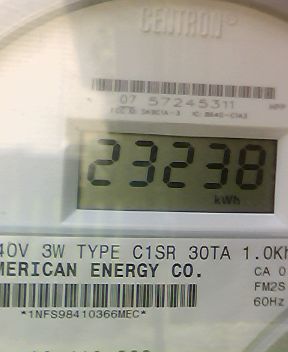 CENTRON®
07 57245311
23238
kWh
40V 3W TYPE C1SR 30TA 1.0Kh
MERICAN ENERGY CO.
CA 0
FM2S
60Hz
*1NFS98410366MEC*